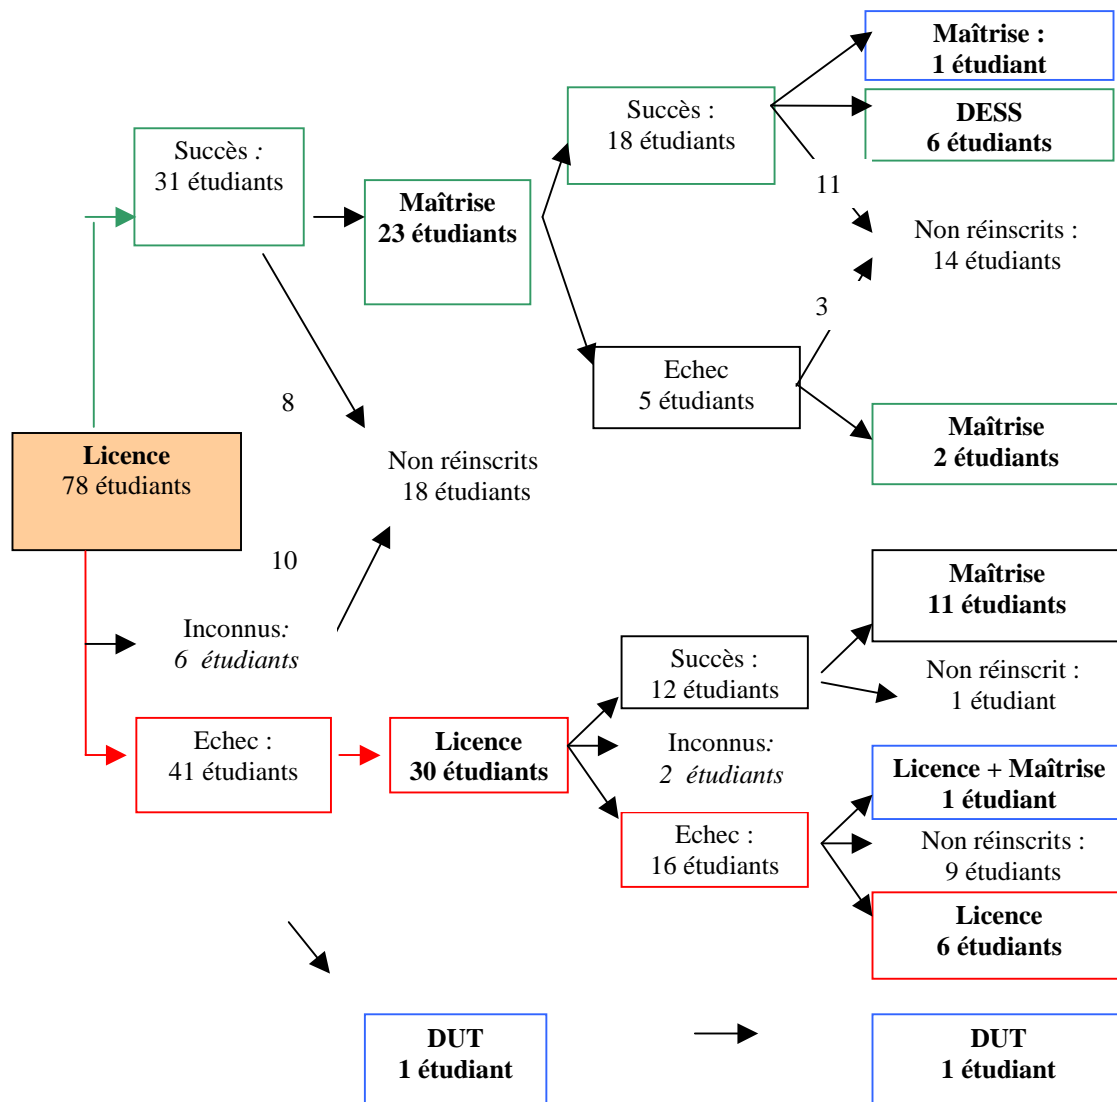 Maîtrise :
1 étudiant
Succès :
18 étudiants
DESS
6 étudiants
Succès :
31 étudiants
11
Maîtrise
23 étudiants
Non réinscrits :
14 étudiants
3
Echec
5 étudiants
8
Maîtrise
2 étudiants
Licence
78 étudiants
Non réinscrits
18 étudiants
10
Maîtrise
11 étudiants
Inconnus:
6 étudiants
Succès :
12 étudiants
Non réinscrit :
1 étudiant
Echec :
41 étudiants
Licence
30 étudiants
Inconnus:
2 étudiants
Licence + Maîtrise
1 étudiant
Echec :
16 étudiants
Non réinscrits :
9 étudiants
Licence
6 étudiants
DUT
1 étudiant
DUT
1 étudiant